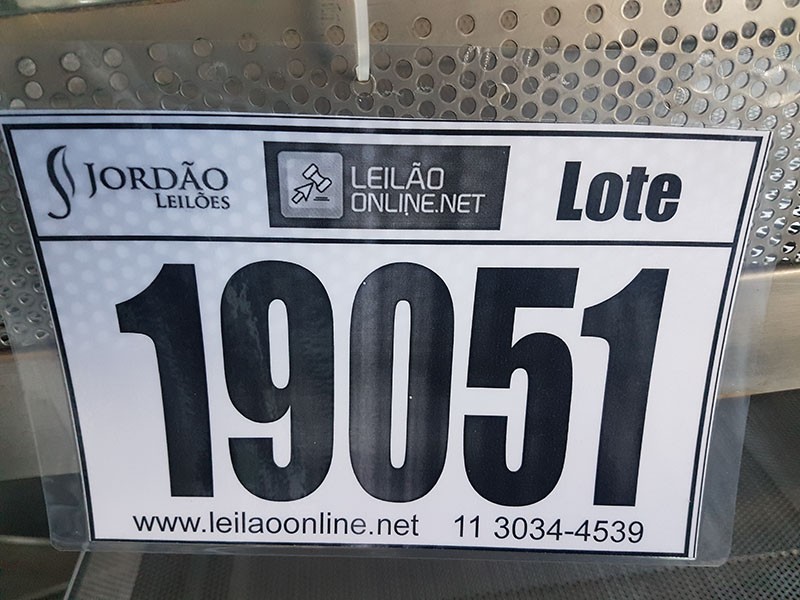 JORDÃO
LEILÕES
LEILÃO
ONLINE.NET
Lote
19051
www.leilaoonline.net 11 3034-4539